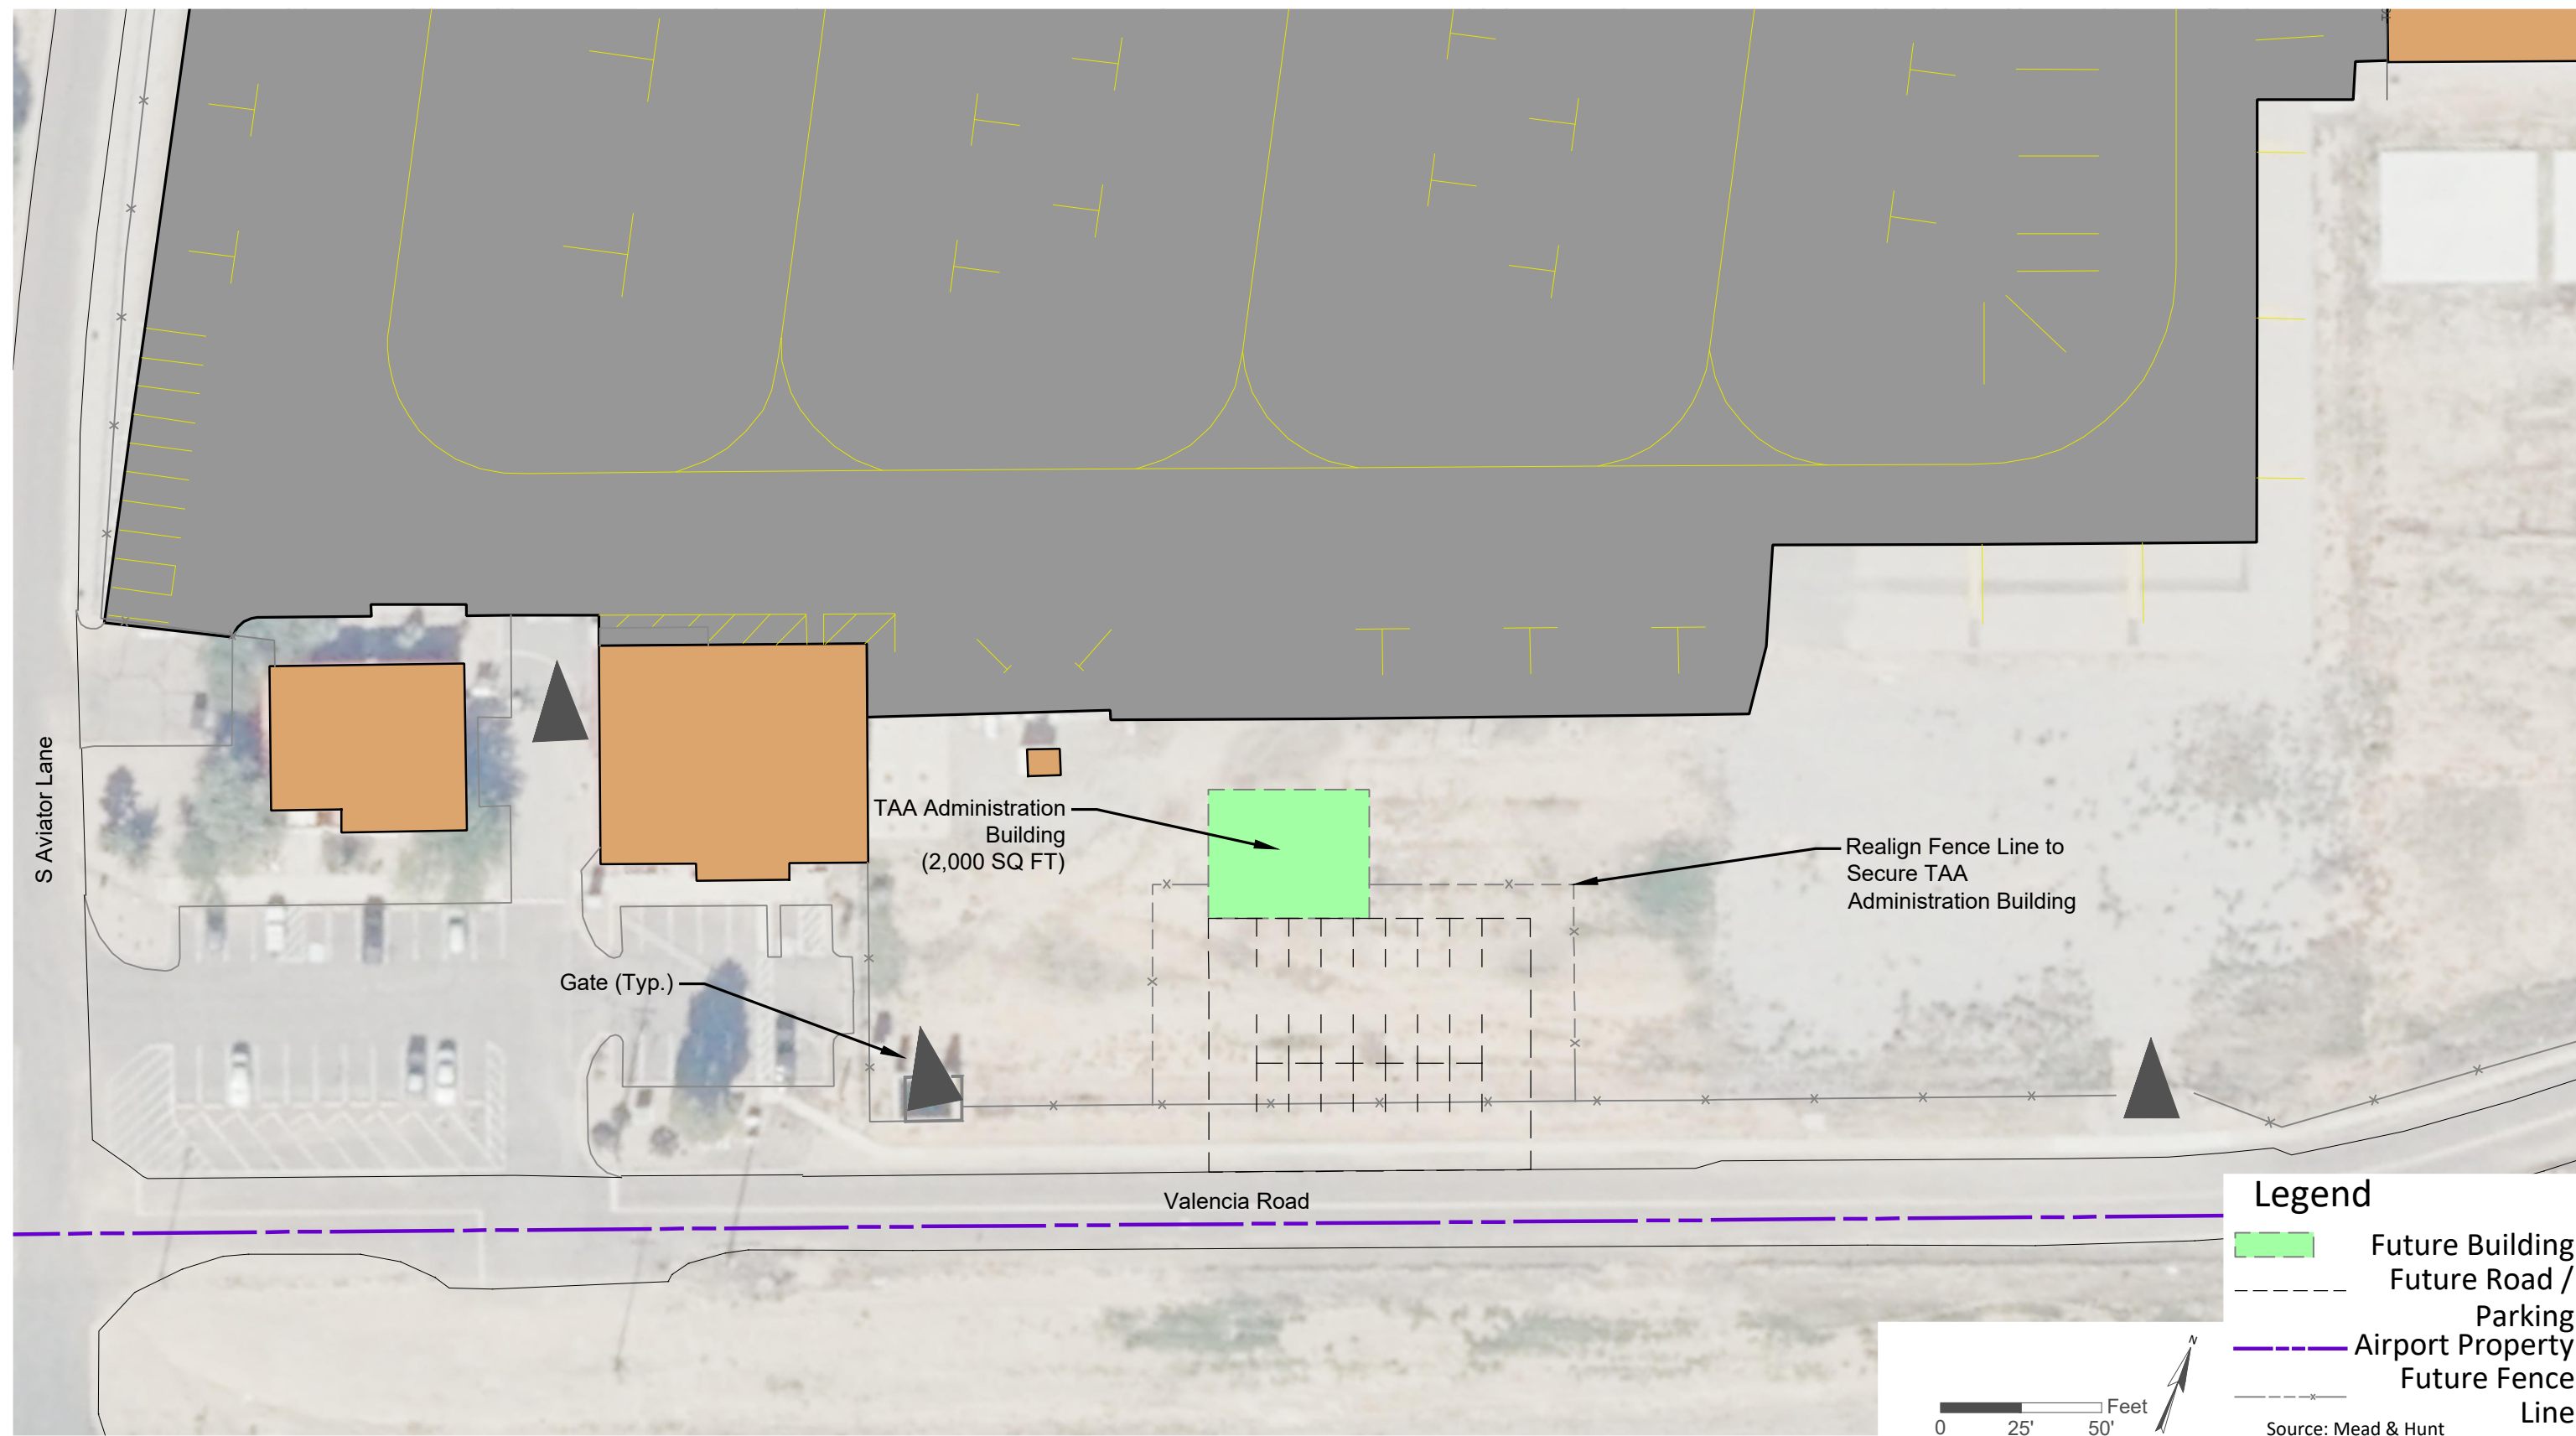 S Aviator Lane
TAA Administration
Building
(2,000 SQ FT)
Realign Fence Line to
Secure TAA
Administration Building
Gate (Typ.)
Valencia Road
Legend
Future Building
Future Road /
Parking
Airport Property
Future Fence
Line
Source: Mead & Hunt
N
Feet
0 25' 50'